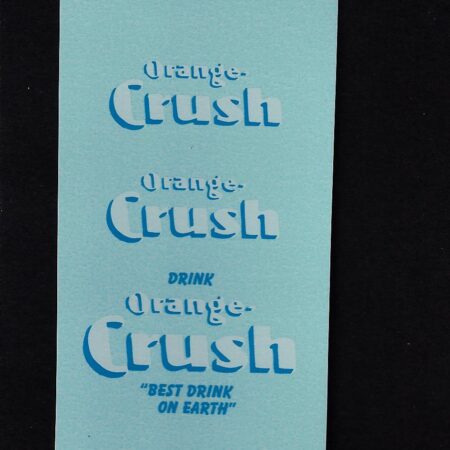 Orange-
Crush
Orange-
Crush
DRINK
Orange-
Crush
"BEST DRINK
ON EARTH"